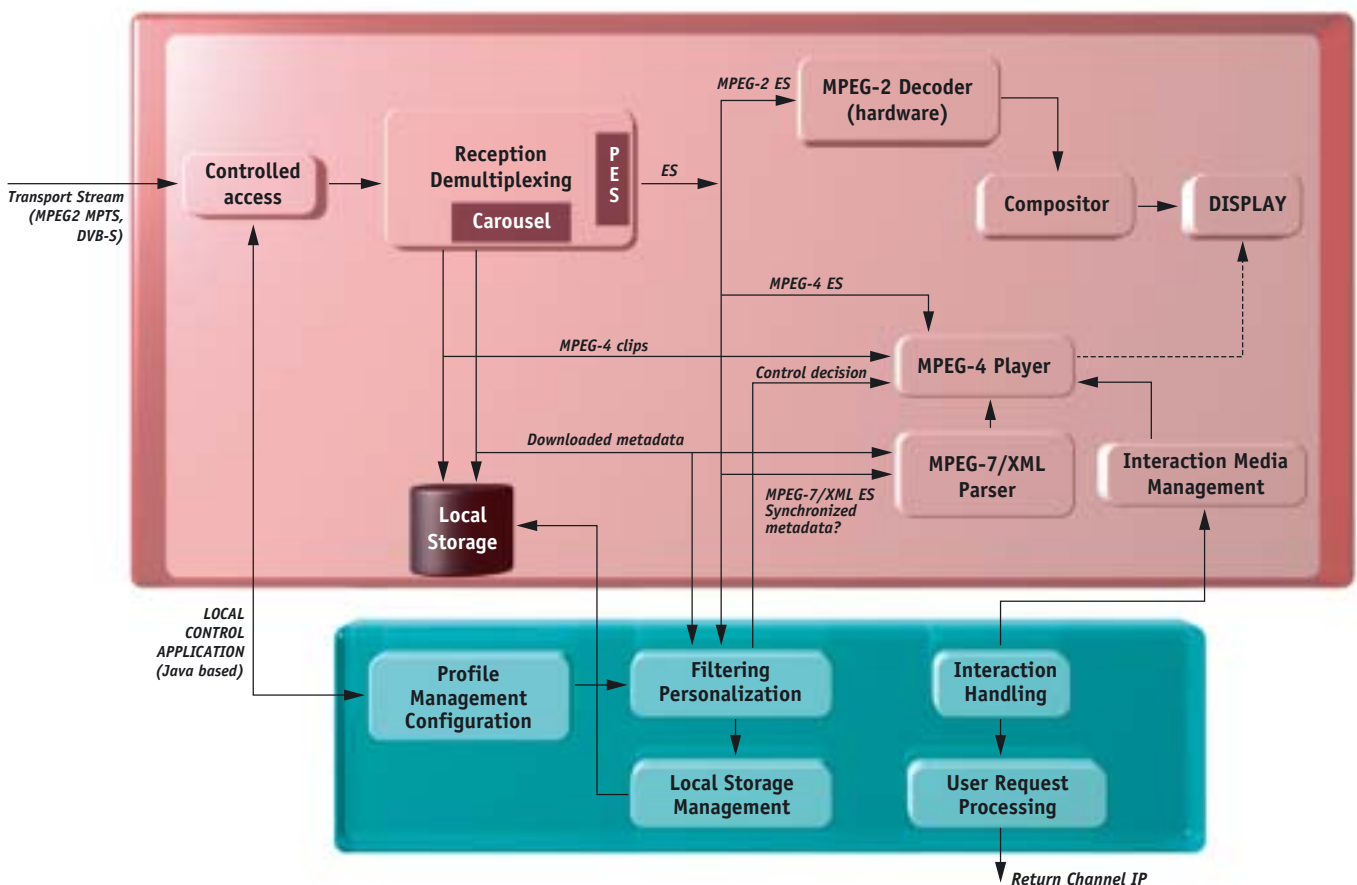 MPEG-2 ES
MPEG-2 Decoder
(hardware)
Reception
Demultiplexing
PES
Carousel
ES
Controlled
access
Transport Stream
(MPEG2 MPTS,
DVB-S)
Compositor
DISPLAY
MPEG-4 ES
MPEG-4 clips
MPEG-4 Player
Control decision
Downloaded metadata
MPEG-7/XML
Parser
Interaction Media
Management
MPEG-7/XML ES
Synchronized
metadata?
Local
Storage
LOCAL
CONTROL
APPLICATION
(Java based)
Profile
Management
Configuration
Filtering
Personalization
Interaction
Handling
Local Storage
Management
User Request
Processing
Return Channel IP